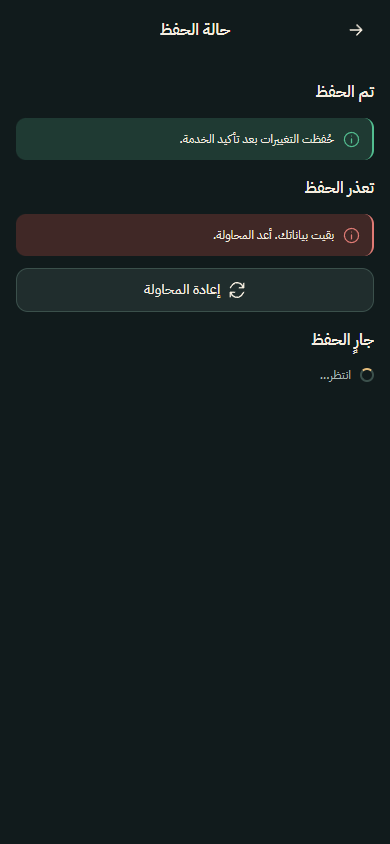 حالة الحفظ
تم الحفظ
حُفظت التغييرات بعد تأكيد الخدمة.
تعذر الحفظ
بقيت بياناتك. أعد المحاولة.
إعادة المحاولة
جارٍ الحفظ
انتظر...